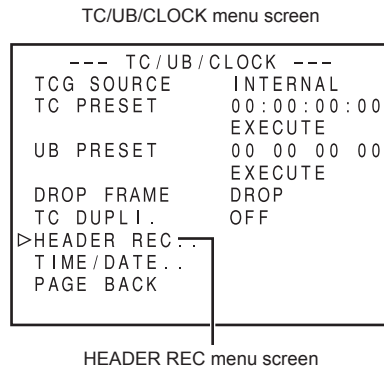 TC/UB/CLOCK menu screen
--- TC/UB/CLOCK ---
TCG SOURCE INTERNAL
TC PRESET 00:00:00:00
EXECUTE
UB PRESET 00 00 00 00
EXECUTE
DROP FRAME DROP
TC DUPLI. OFF
▷HEADER REC..
TIME/DATE..
PAGE BACK
HEADER REC menu screen